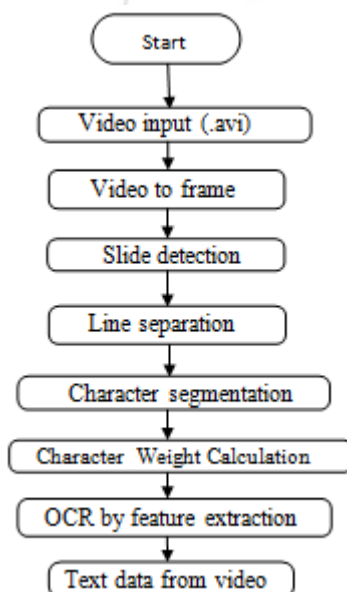 Start
Video input (.avi)
Video to frame
Slide detection
Line separation
Character segmentation
Character Weight Calculation
OCR by feature extraction
Text data from video